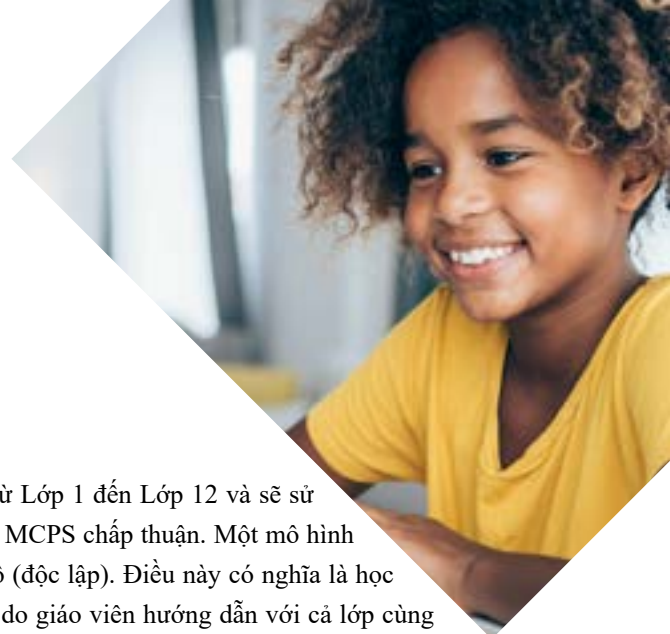 Lớp 1 đến Lớp 12 và sẽ sử
MCPS chấp thuận. Một mô hình
(độc lập). Điều này có nghĩa là học
do giáo viên hướng dẫn với cả lớp cùng